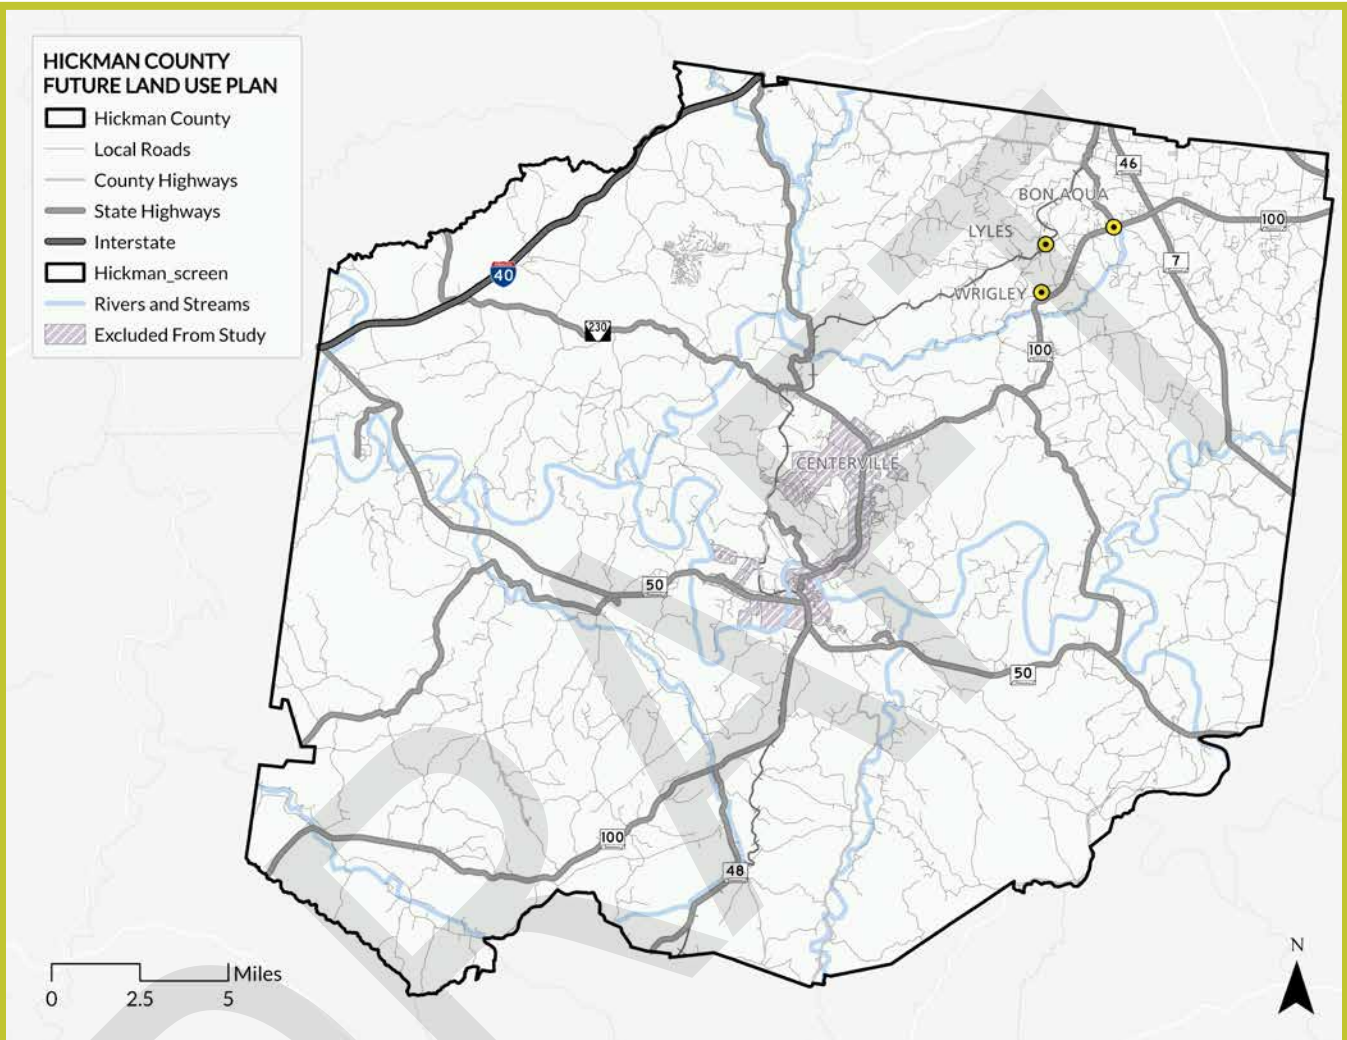 HICKMAN COUNTY
FUTURE LAND USE PLAN
Hickman County
Local Roads
County Highways
State Highways
Interstate
Hickman_screen
Rivers and Streams
Excluded From Study
46
BON AQUA
100
LYLES
7
40
WRIGLEY
230
100
CENTERVILLE
50
50
100
48
Miles
0 2.5 5
N
DRAFT